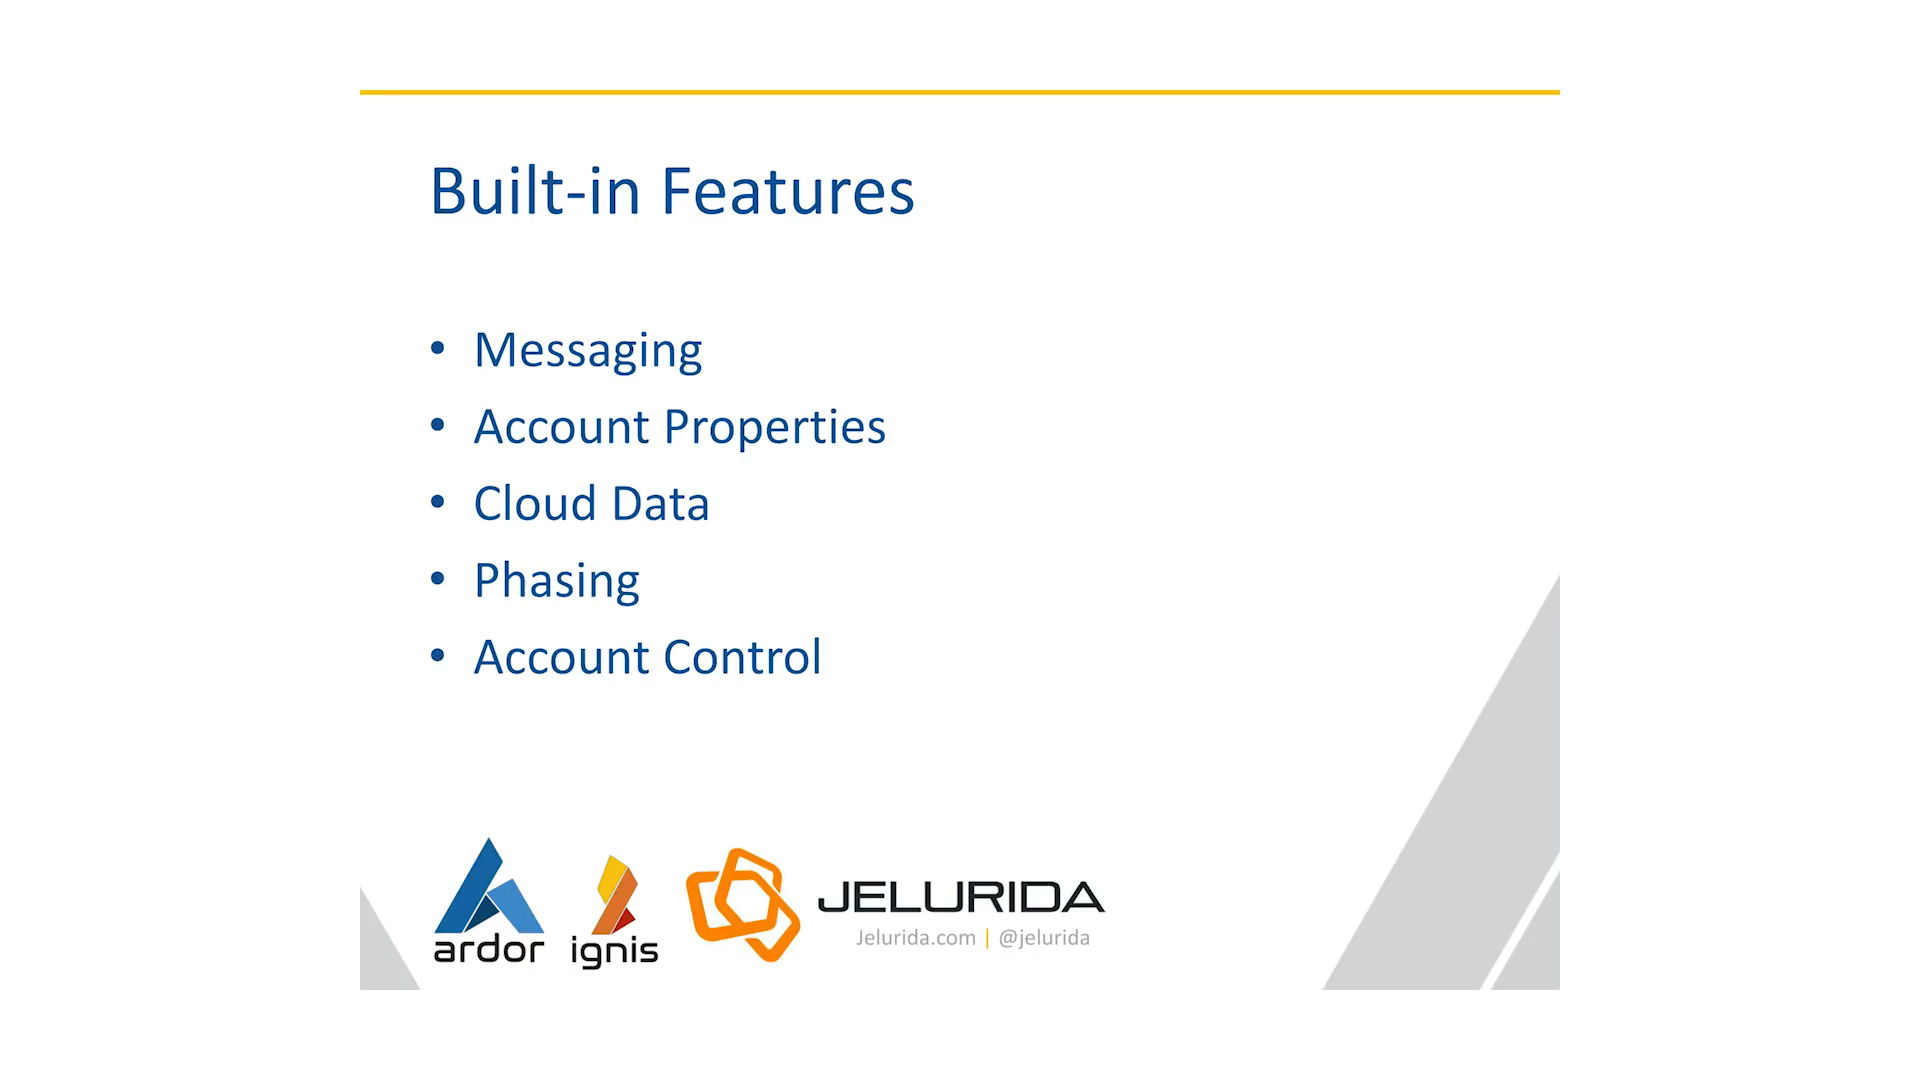 Built-in Features
• Messaging
• Account Properties
• Cloud Data
• Phasing
• Account Control
ardor
ignis
JELURIDA
Jelurida.com | @jelurida